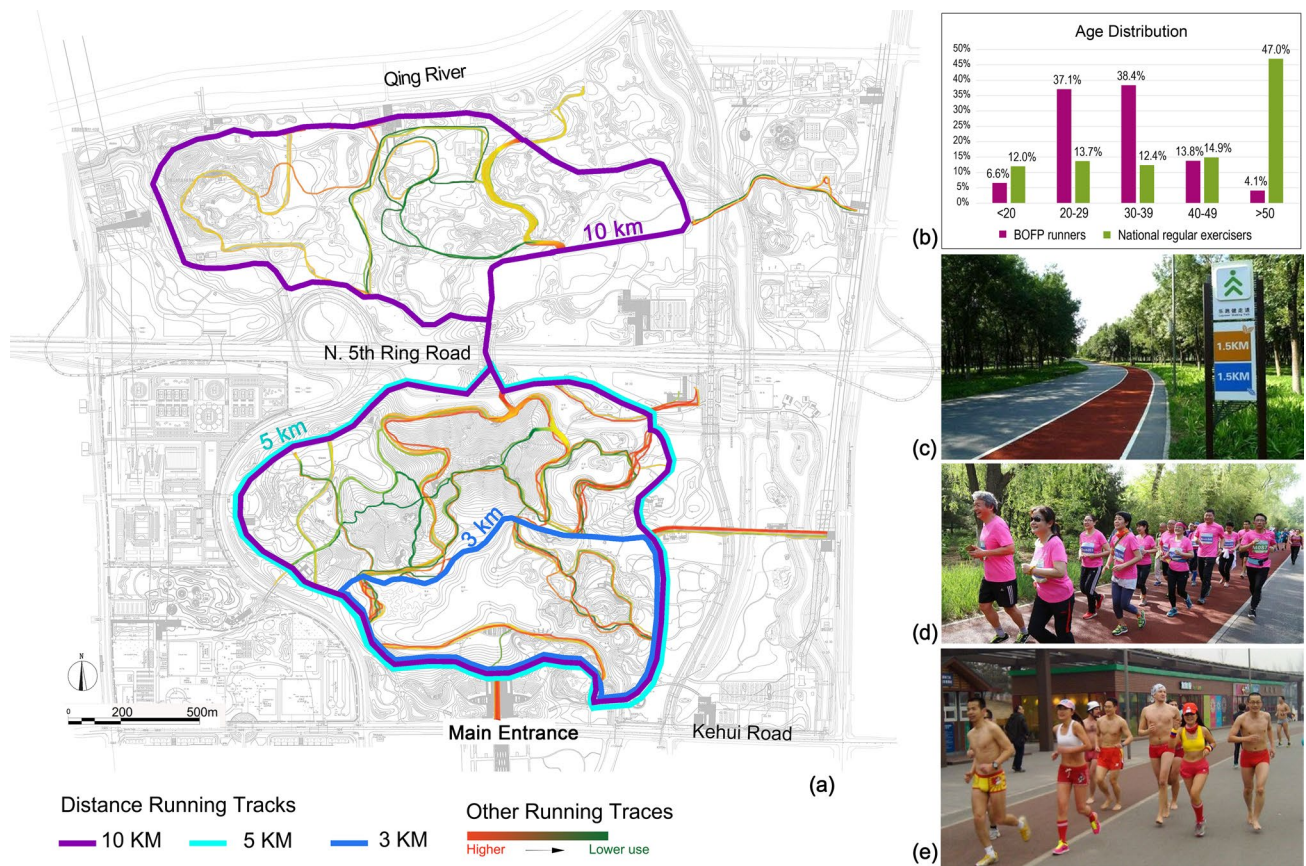 Qing River
10 km
N. 5th Ring Road
5 km
3 km
N
0 200 500m
Main Entrance
Kehui Road
(a)
Distance Running Tracks
10 KM
5 KM
3 KM
Other Running Traces
Higher
Lower use
Age Distribution
50%
45%
40%
35%
30%
25%
20%
15%
10%
5%
0%
6.6%
12.0%
37.1%
13.7%
38.4%
12.4%
13.8%
14.9%
4.1%
47.0%
<20
20-29
30-39
40-49
>50
BOFP runners
National regular exercisers
(b)
1.5KM
1.5KM
(c)
(d)
(e)